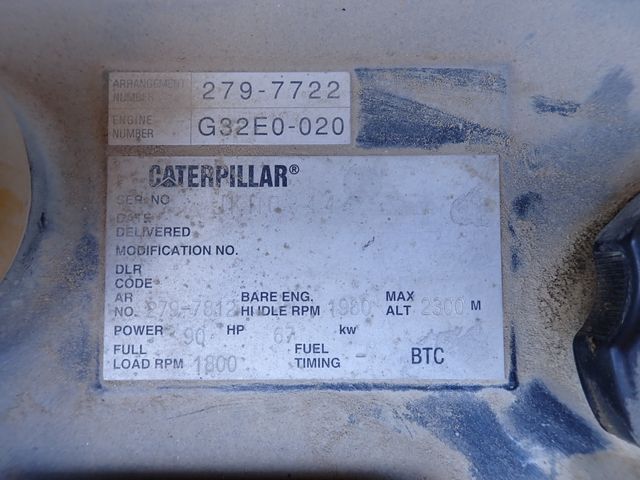 ARRANGEMENT NUMBER 279-7722
ENGINE NUMBER G32E0-020
CATERPILLAR®
SER NO
DATE
DELIVERED
MODIFICATION NO.
DLR
CODE
AR NO. 279-7812 BARE ENG. HI IDLE RPM 1980 MAX ALT 2300 M
POWER 90 HP 67 kw
FULL LOAD RPM 1800 FUEL TIMING - BTC